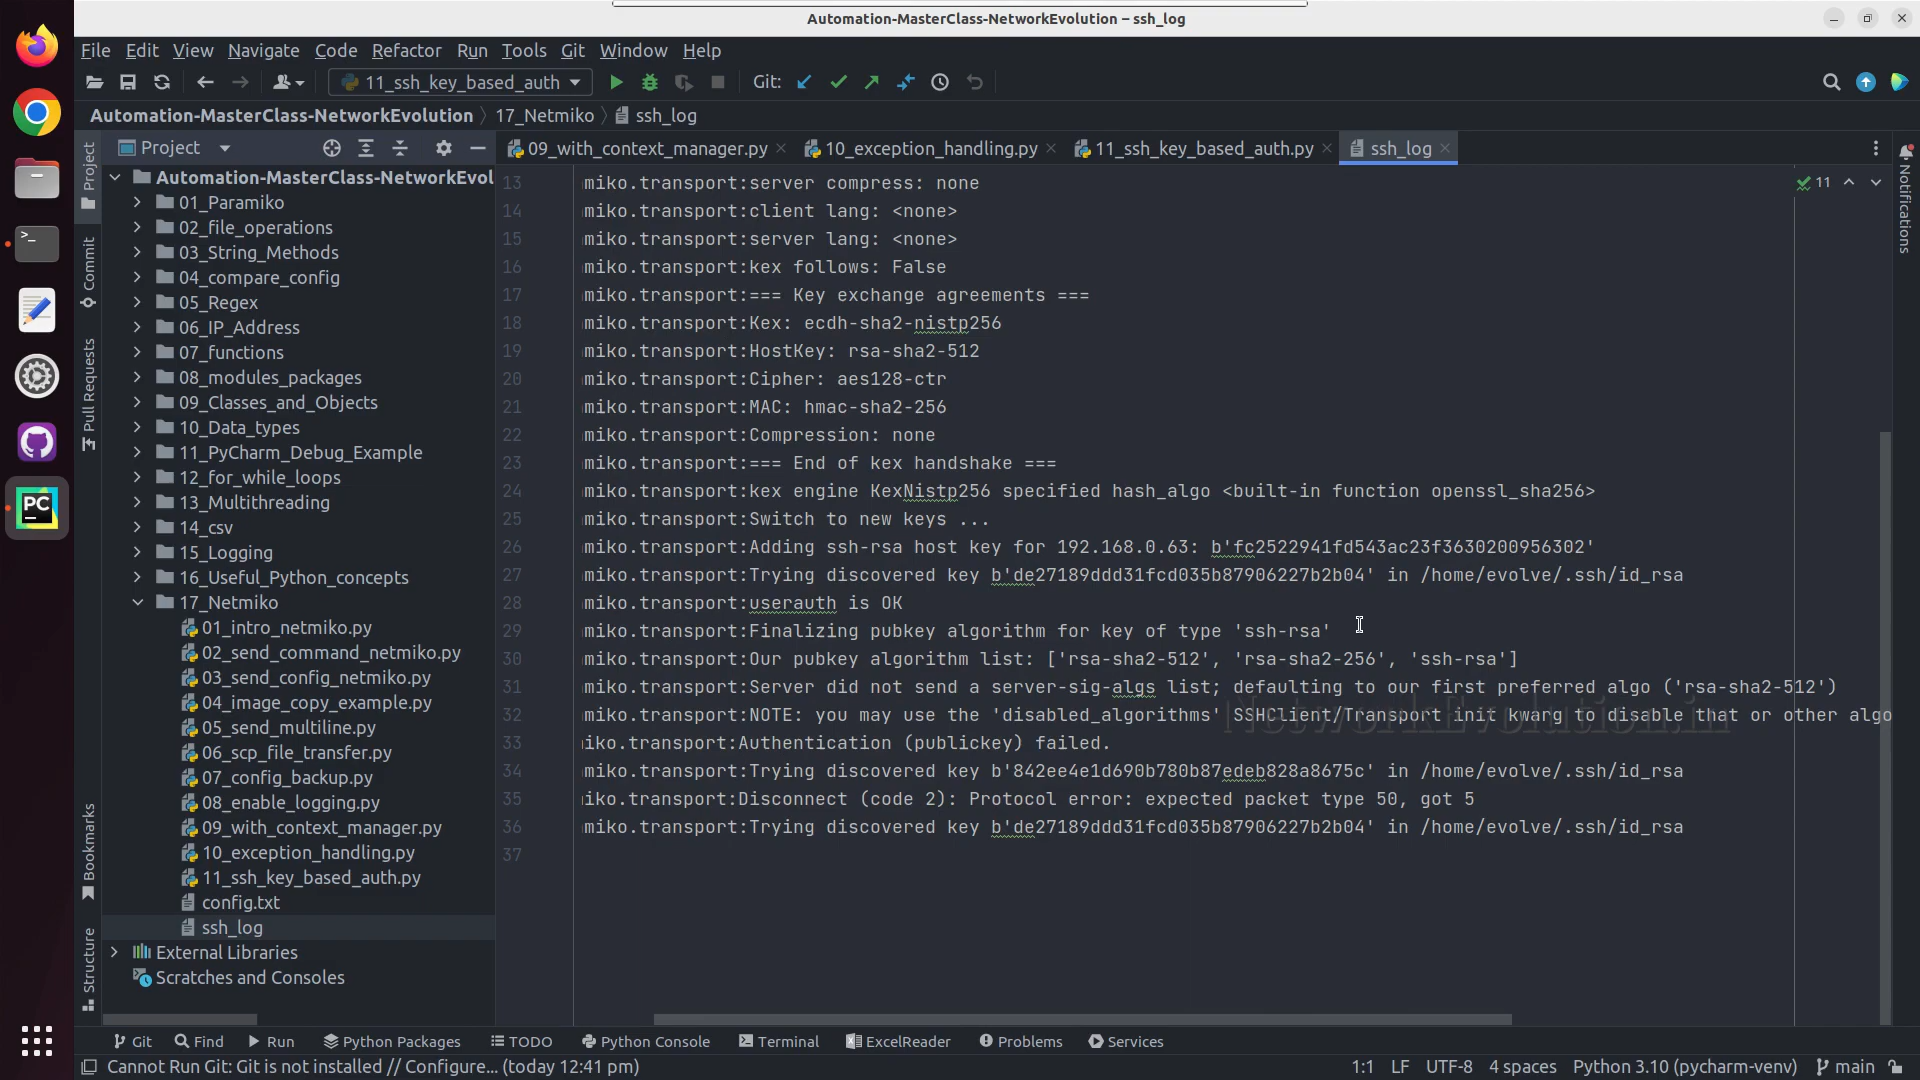 Automation-MasterClass-NetworkEvolution – ssh_log
File Edit View Navigate Code Refactor Run Tools Git Window Help
11_ssh_key_based_auth Git:
Automation-MasterClass-NetworkEvolution 17_Netmiko ssh_log
Project
09_with_context_manager.py 10_exception_handling.py 11_ssh_key_based_auth.py ssh_log
Project
Commit
Pull Requests
Bookmarks
Structure
Notifications
Automation-MasterClass-NetworkEvol
01_Paramiko
02_file_operations
03_String_Methods
04_compare_config
05_Regex
06_IP_Address
07_functions
08_modules_packages
09_Classes_and_Objects
10_Data_types
11_PyCharm_Debug_Example
12_for_while_loops
13_Multithreading
14_csv
15_Logging
16_Useful_Python_concepts
17_Netmiko
01_intro_netmiko.py
02_send_command_netmiko.py
03_send_config_netmiko.py
04_image_copy_example.py
05_send_multiline.py
06_scp_file_transfer.py
07_config_backup.py
08_enable_logging.py
09_with_context_manager.py
10_exception_handling.py
11_ssh_key_based_auth.py
config.txt
ssh_log
External Libraries
Scratches and Consoles
11
13 miko.transport:server compress: none
14 miko.transport:client lang: <none>
15 miko.transport:server lang: <none>
16 miko.transport:kex follows: False
17 miko.transport:=== Key exchange agreements ===
18 miko.transport:Kex: ecdh-sha2-nistp256
19 miko.transport:HostKey: rsa-sha2-512
20 miko.transport:Cipher: aes128-ctr
21 miko.transport:MAC: hmac-sha2-256
22 miko.transport:Compression: none
23 miko.transport:=== End of kex handshake ===
24 miko.transport:kex engine KexNistp256 specified hash_algo <built-in function openssl_sha256>
25 miko.transport:Switch to new keys ...
26 miko.transport:Adding ssh-rsa host key for 192.168.0.63: b'fc2522941fd543ac23f3630200956302'
27 miko.transport:Trying discovered key b'de27189ddd31fcd035b87906227b2b04' in /home/evolve/.ssh/id_rsa
28 miko.transport:userauth is OK
29 miko.transport:Finalizing pubkey algorithm for key of type 'ssh-rsa'
30 miko.transport:Our pubkey algorithm list: ['rsa-sha2-512', 'rsa-sha2-256', 'ssh-rsa']
31 miko.transport:Server did not send a server-sig-algs list; defaulting to our first preferred algo ('rsa-sha2-512')
32 miko.transport:NOTE: you may use the 'disabled_algorithms' SSHClient/Transport init kwarg to disable that or other algo
33 iko.transport:Authentication (publickey) failed.
34 miko.transport:Trying discovered key b'842ee4e1d690b780b87edeb828a8675c' in /home/evolve/.ssh/id_rsa
35 iko.transport:Disconnect (code 2): Protocol error: expected packet type 50, got 5
36 miko.transport:Trying discovered key b'de27189ddd31fcd035b87906227b2b04' in /home/evolve/.ssh/id_rsa
37
NetworkEvolution.in
Git Find Run Python Packages TODO Python Console Terminal ExcelReader Problems Services
Cannot Run Git: Git is not installed // Configure... (today 12:41 pm) 1:1 LF UTF-8 4 spaces Python 3.10 (pycharm-venv) main